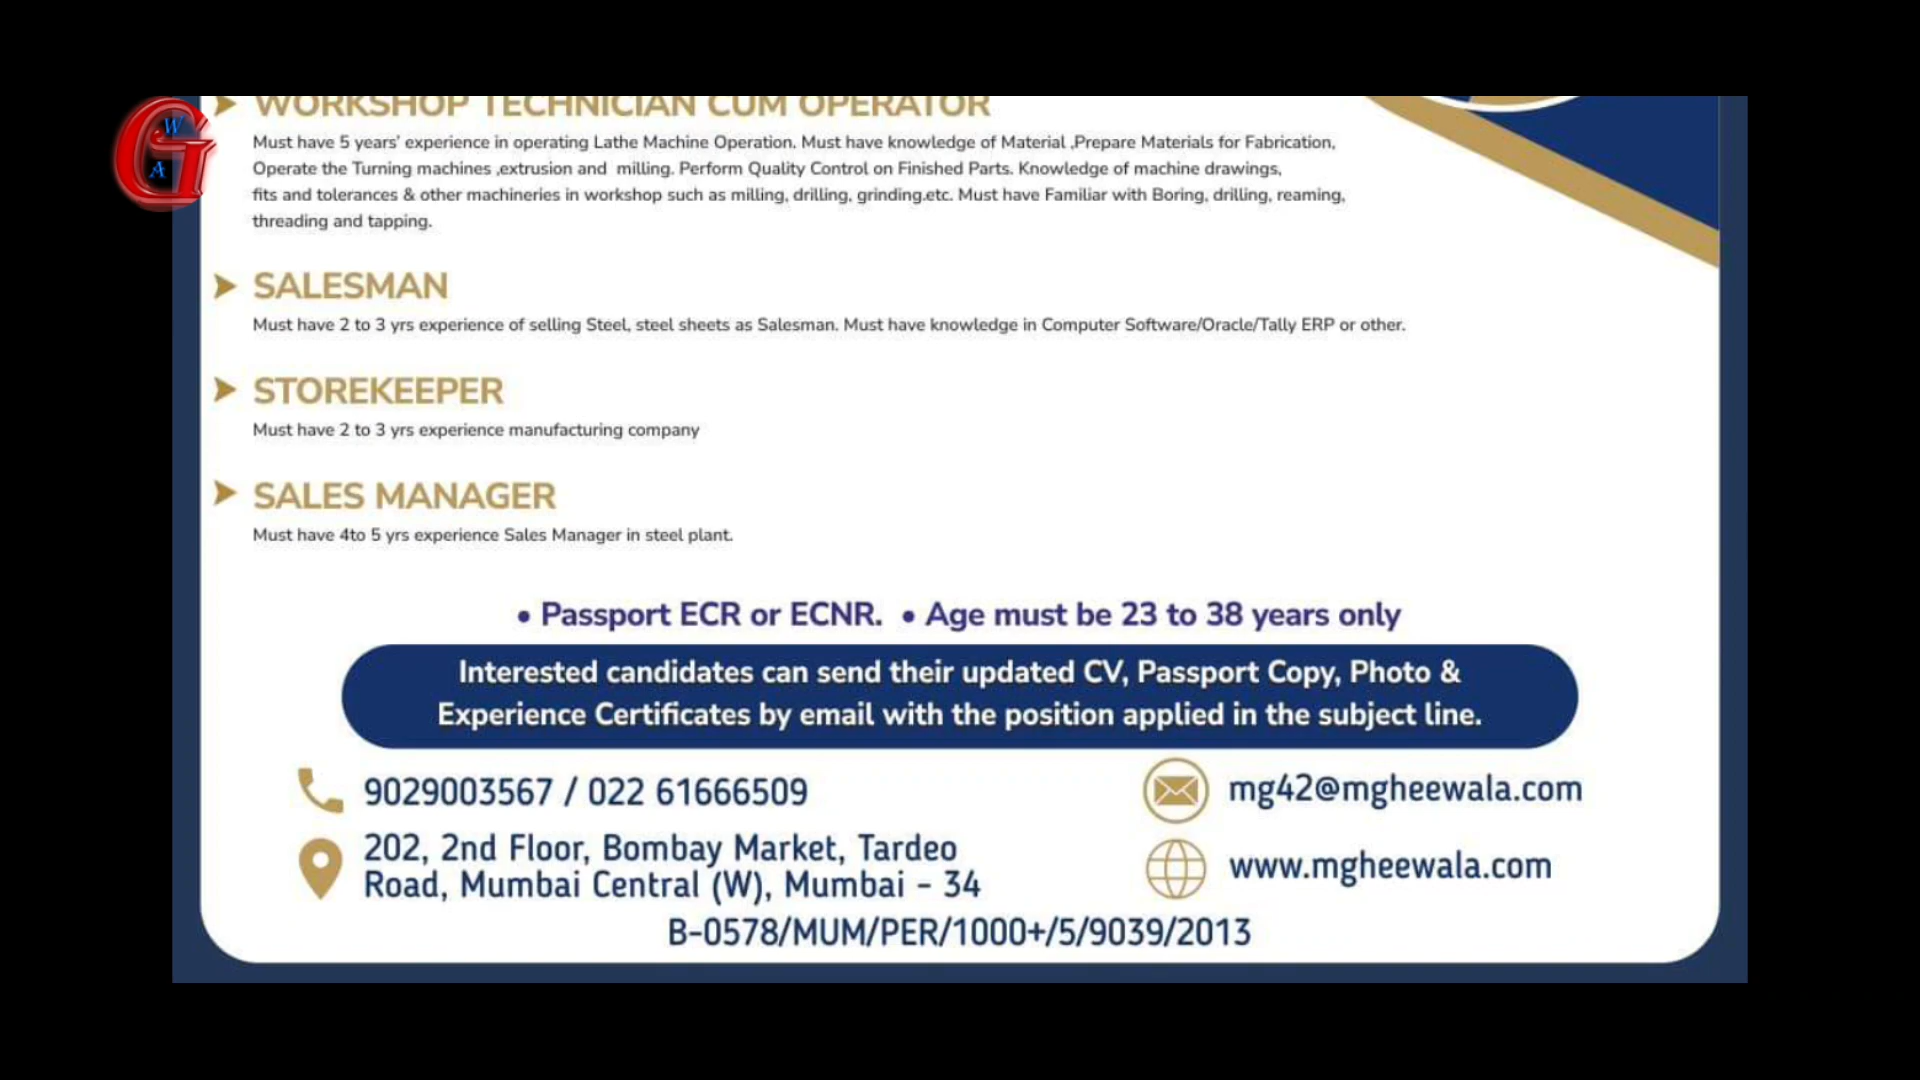 WORKSHOP TECHNICIAN CUM OPERATOR
Must have 5 years' experience in operating Lathe Machine Operation. Must have knowledge of Material ,Prepare Materials for Fabrication,
Operate the Turning machines ,extrusion and milling. Perform Quality Control on Finished Parts. Knowledge of machine drawings,
fits and tolerances & other machineries in workshop such as milling, drilling, grinding.etc. Must have Familiar with Boring, drilling, reaming,
threading and tapping.
SALESMAN
Must have 2 to 3 yrs experience of selling Steel, steel sheets as Salesman. Must have knowledge in Computer Software/Oracle/Tally ERP or other.
STOREKEEPER
Must have 2 to 3 yrs experience manufacturing company
SALES MANAGER
Must have 4to 5 yrs experience Sales Manager in steel plant.
• Passport ECR or ECNR. • Age must be 23 to 38 years only
Interested candidates can send their updated CV, Passport Copy, Photo &
Experience Certificates by email with the position applied in the subject line.
9029003567 / 022 61666509
mg42@mgheewala.com
202, 2nd Floor, Bombay Market, Tardeo
Road, Mumbai Central (W), Mumbai - 34
www.mgheewala.com
B-0578/MUM/PER/1000+/5/9039/2013
G
W
A